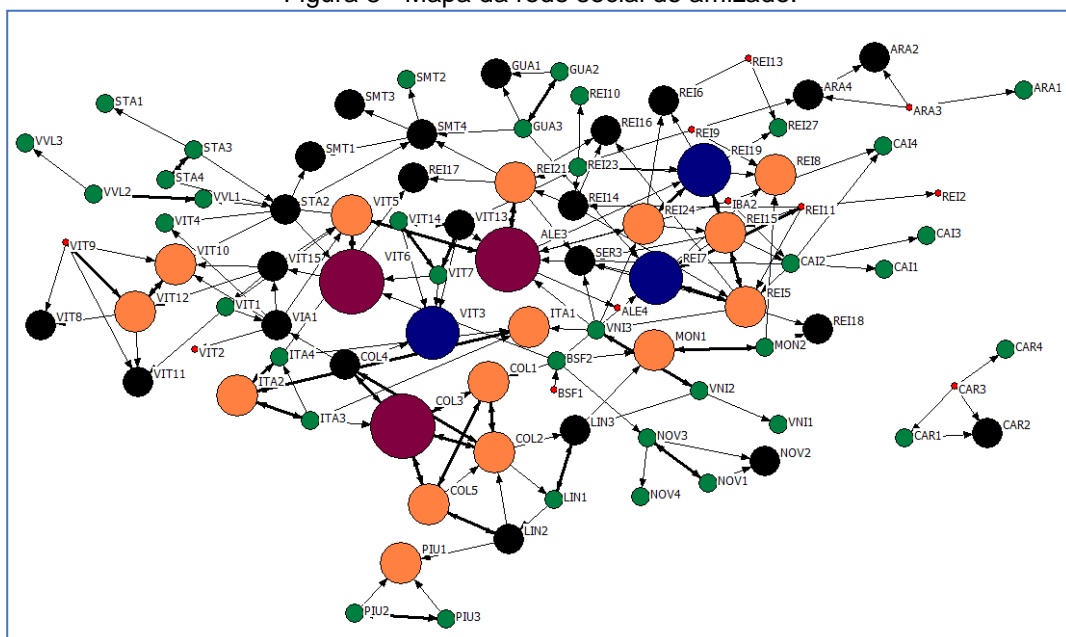 Figura 3 - Mapa da rede social de amizade.
ARA2
GUA1
GUA2
REI13
SMT2
ARA4
ARA1
STA1
SMT3
REI10
REI6
ARA3
SMT4
GUA3
REI16
REI9
REI27
VVL3
STA3
SMT1
REI19
CAI4
STA4
REI17
REI21
REI23
REI8
VVL2
VVL1
STA2
VIT5
REI14
IBA2
REI2
VIT4
VIT14
VIT13
REI24
REI15
REI11
VIT9
VIT10
ALE3
CAI3
VIT15
VIT6
VIT7
SER3
REI7
CAI2
CAI1
VIT12
VIT1
REI5
VIT8
VIA1
VIT3
ITA1
ALE4
VNI3
REI18
VIT2
MON1
MON2
ITA4
COL4
BSF2
CAR4
VIT11
COL1
ITA2
BSF1
VNI2
CAR3
COL3
ITA3
COL2
LIN3
VNI1
NOV3
CAR1
CAR2
NOV2
COL5
LIN1
NOV4
NOV1
LIN2
PIU1
PIU2
PIU3